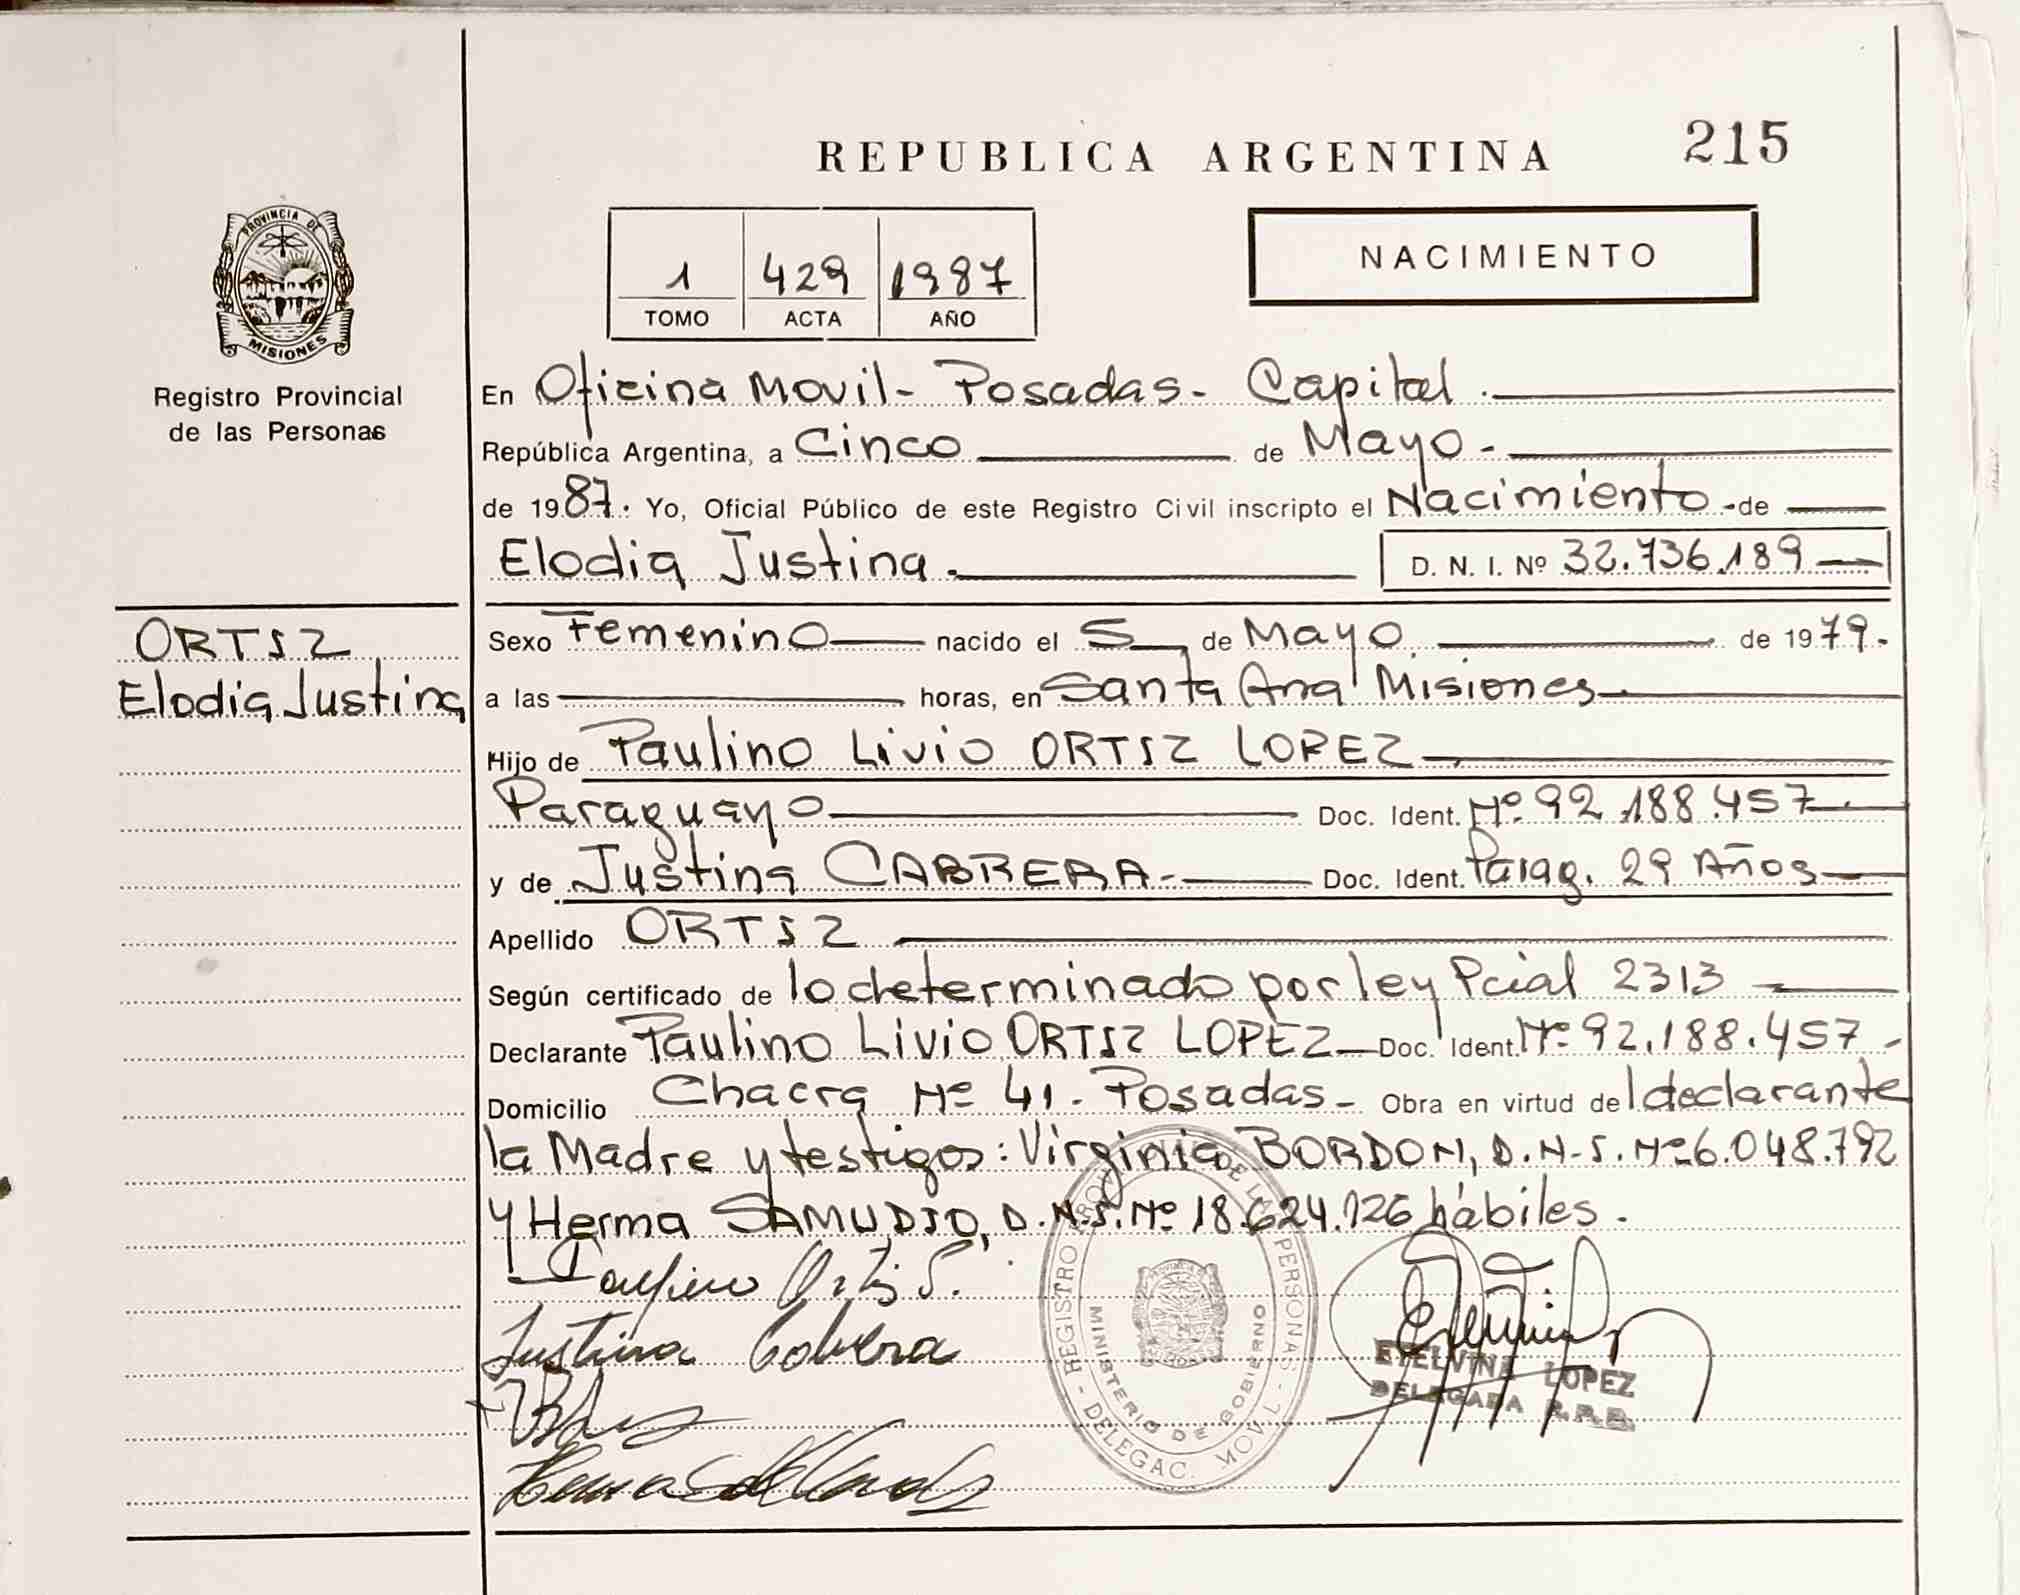 REPUBLICA ARGENTINA
215
PROVINCIA DE
MISIONES
Registro Provincial
de las Personas
1 429 1987
TOMO ACTA AÑO
NACIMIENTO
En Oficina Movil - Posadas - Capital.
República Argentina, a Cinco de Mayo.-
de 1987. Yo, Oficial Público de este Registro Civil inscripto el Nacimiento - de
Elodia Justina. D. N. I. Nº 32.736.189
ORTIZ
Elodia Justina
Sexo Femenino nacido el 5 de Mayo de 1979.
a las horas, en Santa Ana Misiones
Hijo de Paulino Livio ORTIZ LOPEZ
Paraguayo Doc. Ident. Nº 92.188.457
y de Justina CABRERA.- Doc. Ident. Parag. 29 Años
Apellido ORTIZ
Según certificado de lo determinado por ley Pcial 2313
Declarante Paulino Livio ORTIZ LOPEZ Doc. Ident. Nº 92.188.457.
Domicilio Chacra Nº 41. Posadas - Obra en virtud del declarante
la Madre y testigos: Virginia BORDON, D.N.I. Nº 6.048.792
y Herma SAMUDIO, D.N.I. Nº 18.624.126 hábiles.
Justina Cabrera
- REGISTRO PROVINCIAL DE LAS PERSONAS - DELEGAC. MOVIL
MINISTERIO DE GOBIERNO
ETELVINA LOPEZ
DELEGADA R.P.P.